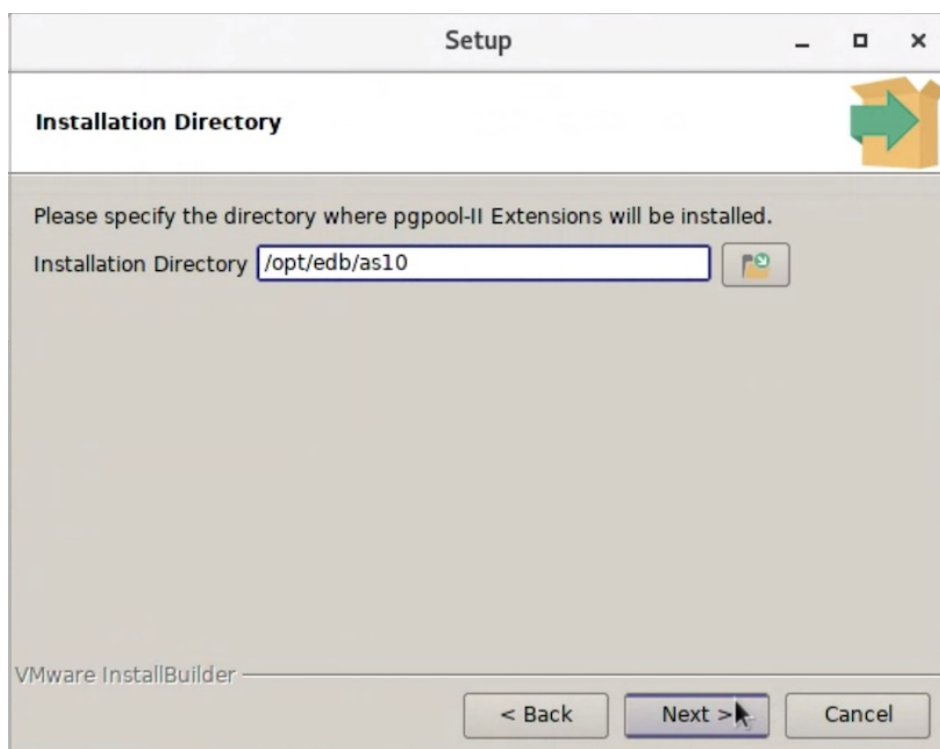 Setup
Installation Directory
Please specify the directory where pgpool-II Extensions will be installed.
Installation Directory /opt/edb/as10
VMware InstallBuilder
< Back Next > Cancel